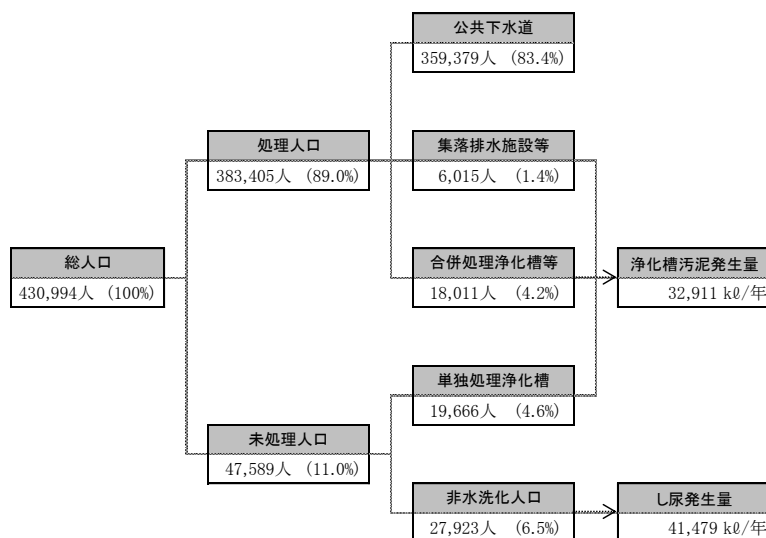 公共下水道
359,379人 (83.4%)
処理人口
383,405人 (89.0%)
集落排水施設等
6,015人 (1.4%)
総人口
430,994人 (100%)
合併処理浄化槽等
18,011人 (4.2%)
浄化槽汚泥発生量
32,911 kℓ/年
単独処理浄化槽
19,666人 (4.6%)
未処理人口
47,589人 (11.0%)
非水洗化人口
27,923人 (6.5%)
し尿発生量
41,479 kℓ/年